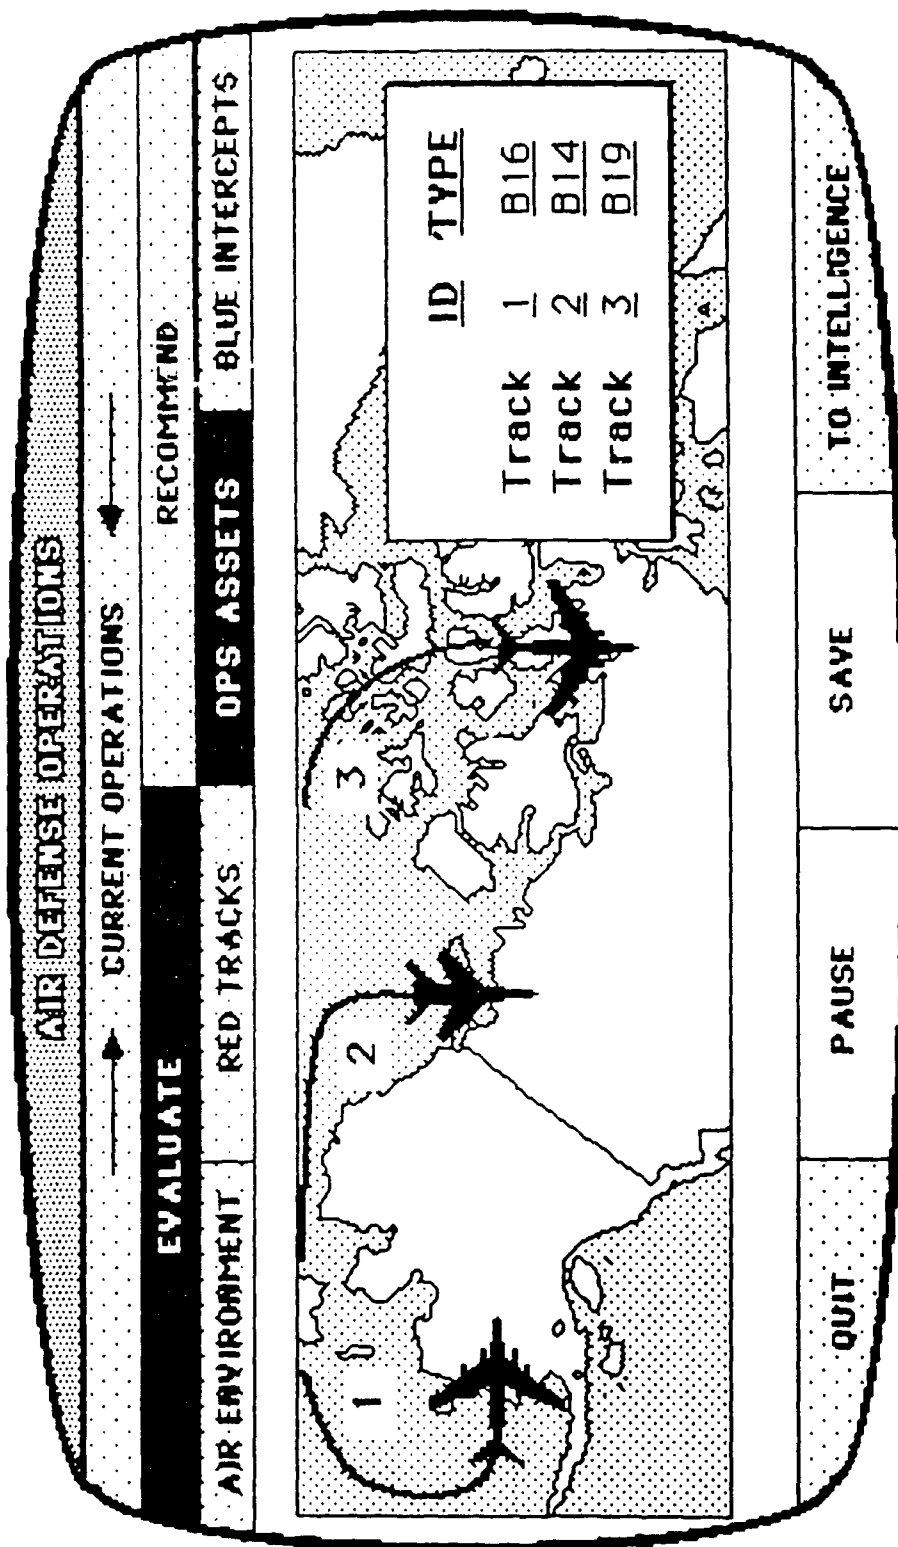 AIR DEFENSE OPERATIONS
CURRENT OPERATIONS
EVALUATE RECOMMEND
AIR ENVIRONMENT RED TRACKS OPS ASSETS BLUE INTERCEPTS
ID TYPE
Track 1 B16
Track 2 B14
Track 3 B19
1 2 3
QUIT PAUSE SAVE TO INTELLIGENCE